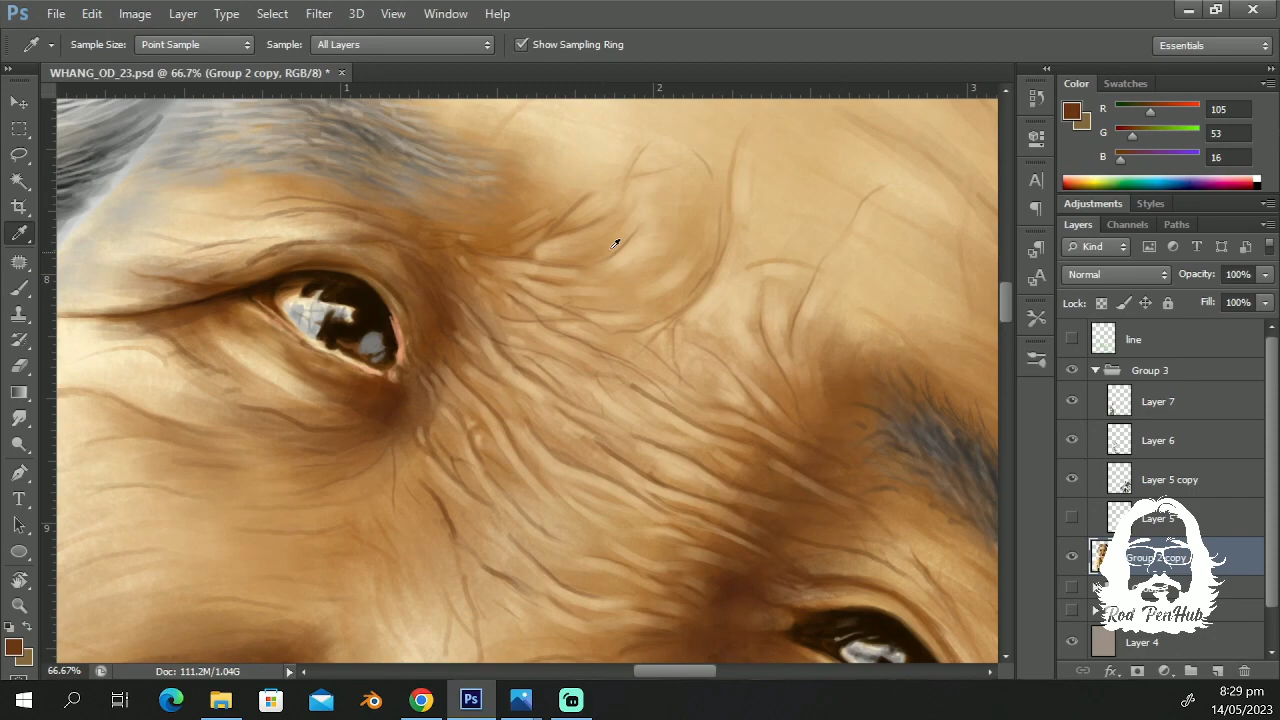 Ps File Edit Image Layer Type Select Filter 3D View Window Help
Sample Size: Point Sample Sample: All Layers Show Sampling Ring Essentials
WHANG_OD_23.psd @ 66.7% (Group 2 copy, RGB/8) *
1 2 3
8
9
Color Swatches
R 105
G 53
B 16
Adjustments Styles
Layers Channels Paths
Kind
Normal Opacity: 100%
Lock: Fill: 100%
line
Group 3
Layer 7
Layer 6
Layer 5 copy
Layer 5
Group 2 copy
Layer 4
Roa PenHub
66.67% Doc: 111.2M/1.04G
Ps
8:29 pm
14/05/2023